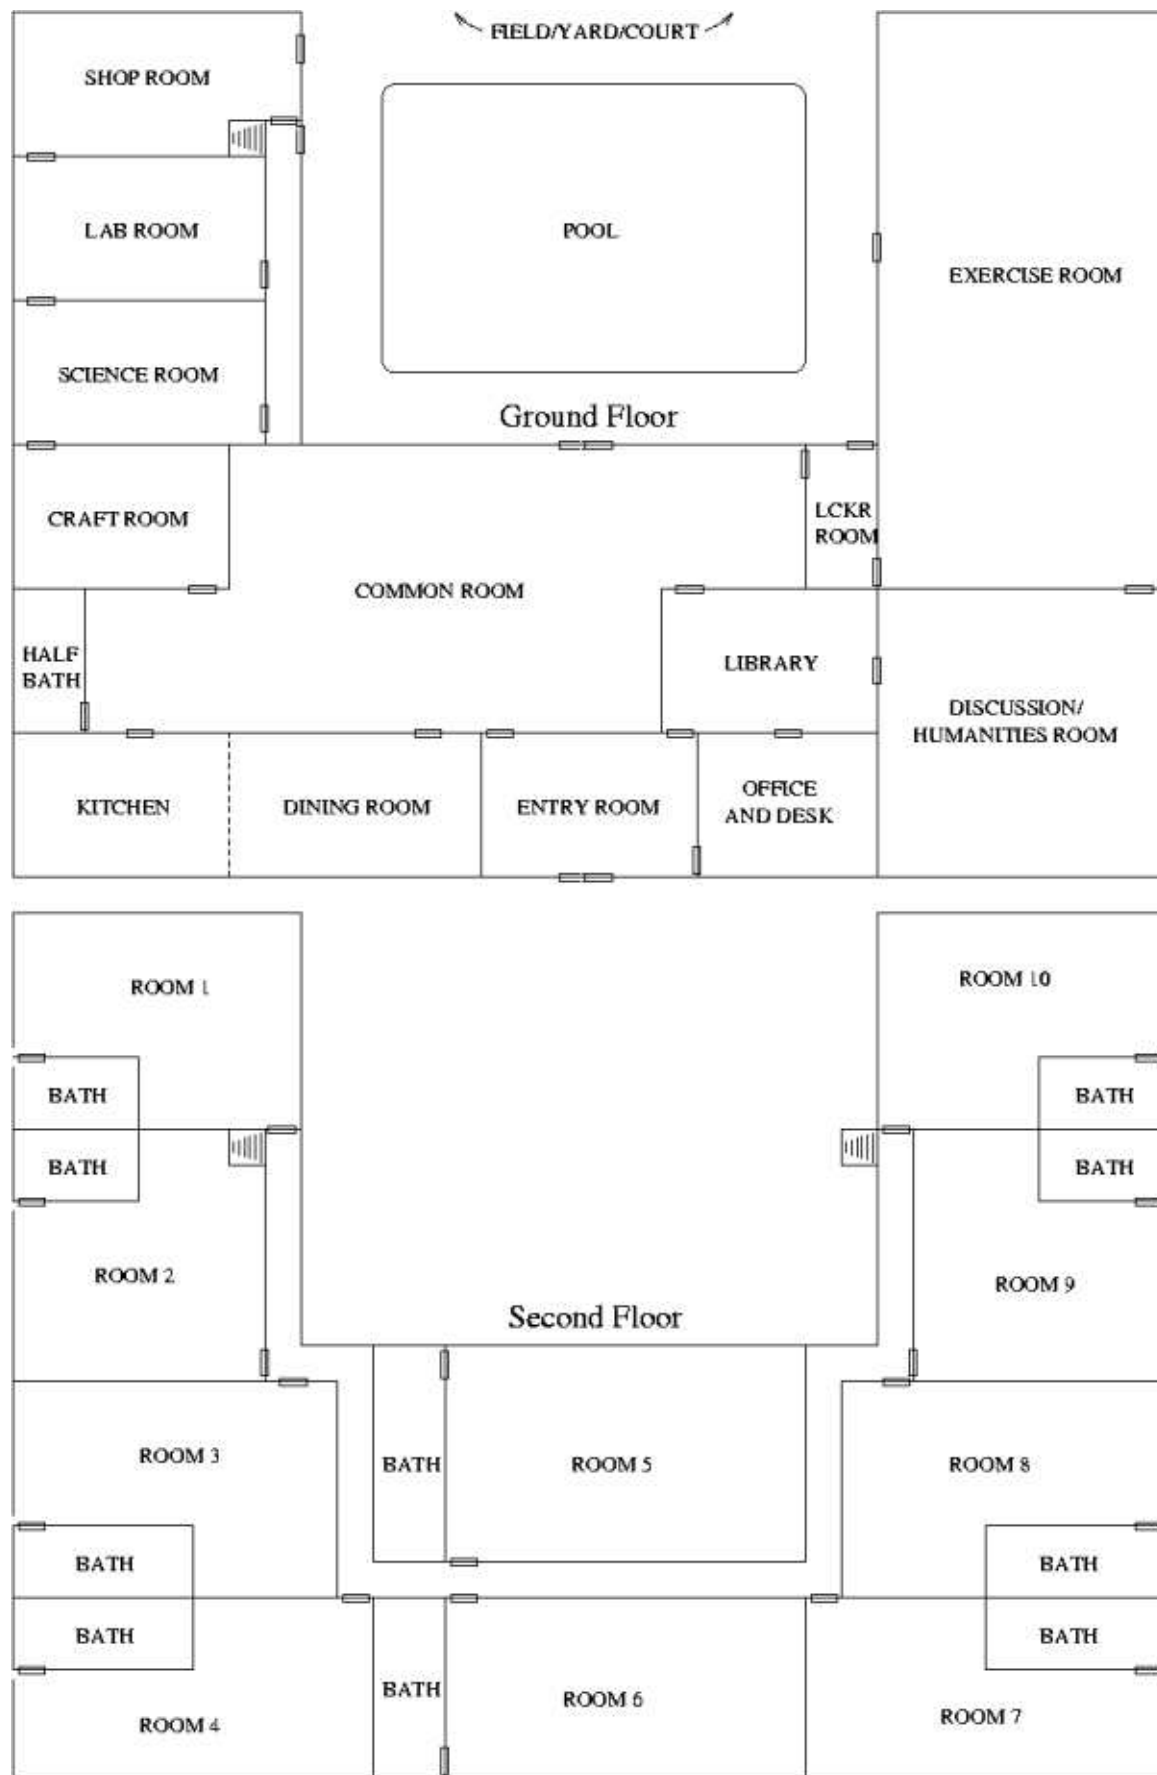 FIELD/YARD/COURT
SHOP ROOM
LAB ROOM
POOL
EXERCISE ROOM
SCIENCE ROOM
Ground Floor
CRAFT ROOM
LCKR
ROOM
COMMON ROOM
HALF
BATH
LIBRARY
DISCUSSION/
HUMANITIES ROOM
KITCHEN
DINING ROOM
ENTRY ROOM
OFFICE
AND DESK
ROOM 1
ROOM 10
BATH
BATH
BATH
BATH
ROOM 2
ROOM 9
Second Floor
ROOM 3
BATH
ROOM 5
ROOM 8
BATH
BATH
BATH
BATH
ROOM 4
BATH
ROOM 6
ROOM 7